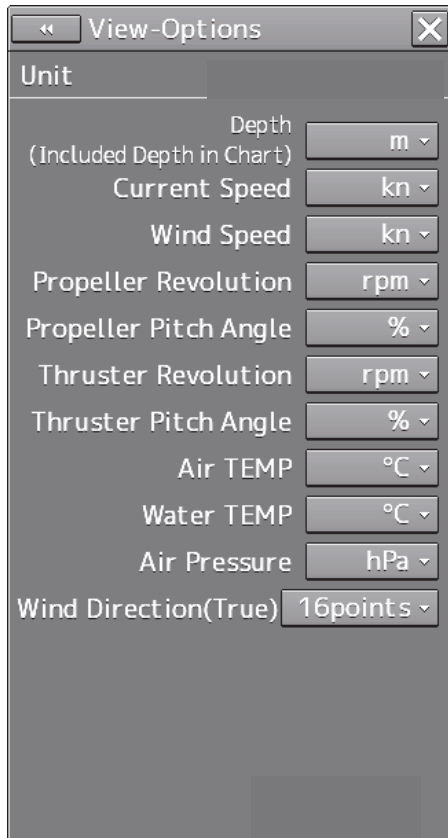 View-Options
Unit
Depth
(Included Depth in Chart) m
Current Speed kn
Wind Speed kn
Propeller Revolution rpm
Propeller Pitch Angle %
Thruster Revolution rpm
Thruster Pitch Angle %
Air TEMP °C
Water TEMP °C
Air Pressure hPa
Wind Direction(True) 16points